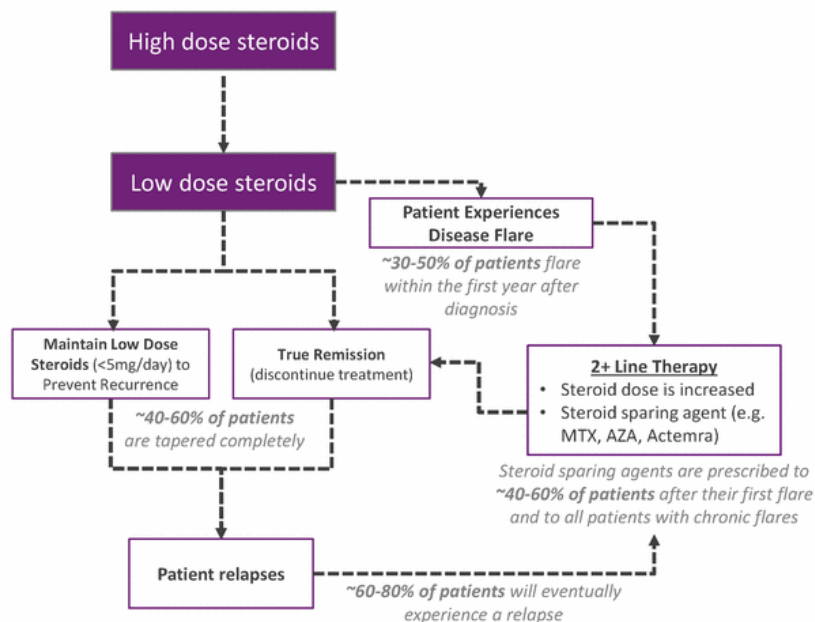 High dose steroids
Low dose steroids
Patient Experiences
Disease Flare
~30-50% of patients flare
within the first year after
diagnosis
Maintain Low Dose
Steroids (<5mg/day) to
Prevent Recurrence
True Remission
(discontinue treatment)
~40-60% of patients
are tapered completely
2+ Line Therapy
• Steroid dose is increased
• Steroid sparing agent (e.g.
MTX, AZA, Actemra)
Steroid sparing agents are prescribed to
~40-60% of patients after their first flare
and to all patients with chronic flares
Patient relapses
~60-80% of patients will eventually
experience a relapse